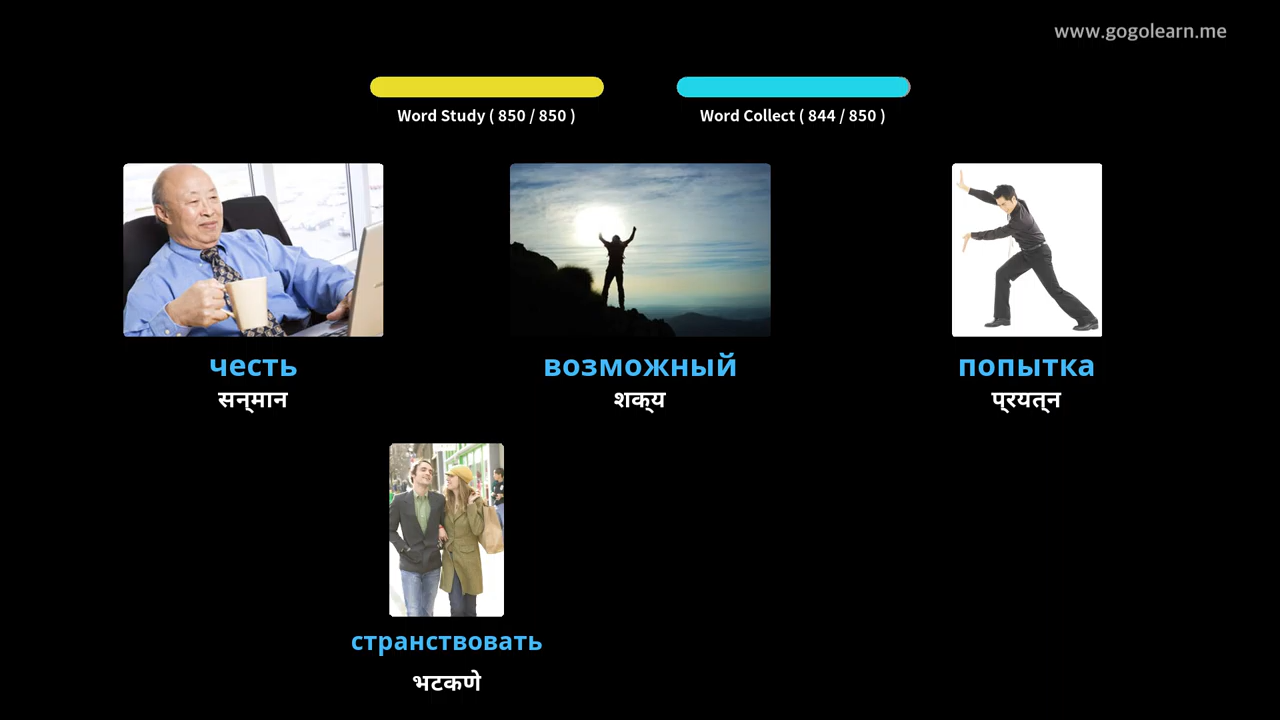 www.gogolearn.me
Word Study ( 850 / 850 )
Word Collect ( 844 / 850 )
честь
सन्मान
возможный
शक्य
попытка
प्रयत्न
странствовать
भटकणे